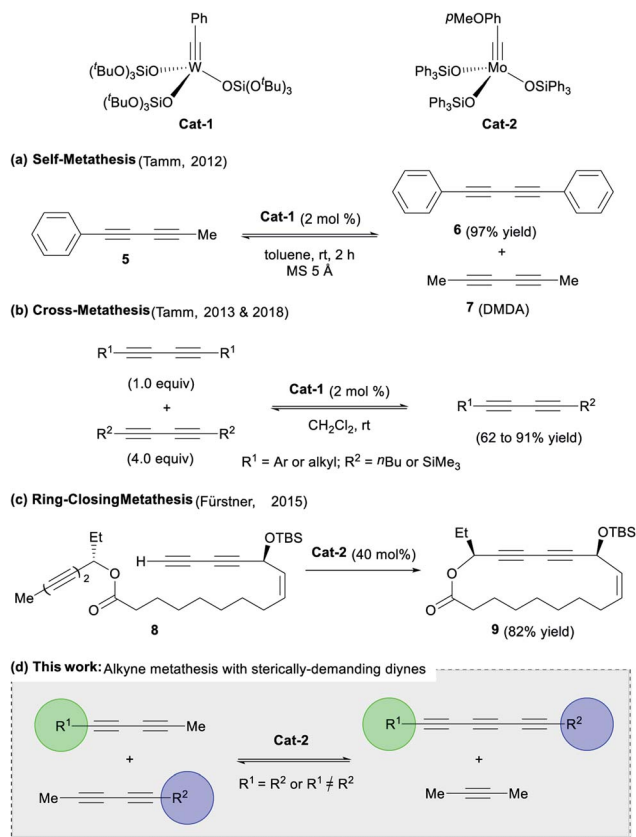 Ph
(ᵗBuO)₃SiO
W
(ᵗBuO)₃SiO
OSi(OᵗBu)₃
Cat-1
pMeOPh
Ph₃SiO
Mo
Ph₃SiO
OSiPh₃
Cat-2
(a) Self-Metathesis (Tamm, 2012)
Me
5
Cat-1 (2 mol %)
toluene, rt, 2 h
MS 5 Å
6 (97% yield)
+
Me Me
7 (DMDA)
(b) Cross-Metathesis(Tamm, 2013 & 2018)
R¹ R¹
(1.0 equiv)
+
R² R²
(4.0 equiv)
Cat-1 (2 mol %)
CH₂Cl₂, rt
R¹ R²
(62 to 91% yield)
R¹ = Ar or alkyl; R² = nBu or SiMe₃
(c) Ring-ClosingMetathesis (Fürstner, 2015)
Et
H
OTBS
Me
2
O
O
8
Cat-2 (40 mol%)
Et
OTBS
O
O
9 (82% yield)
(d) This work: Alkyne metathesis with sterically-demanding diynes
R¹ Me
+
Me R²
Cat-2
R¹ = R² or R¹ ≠ R²
R¹ R²
+
Me Me